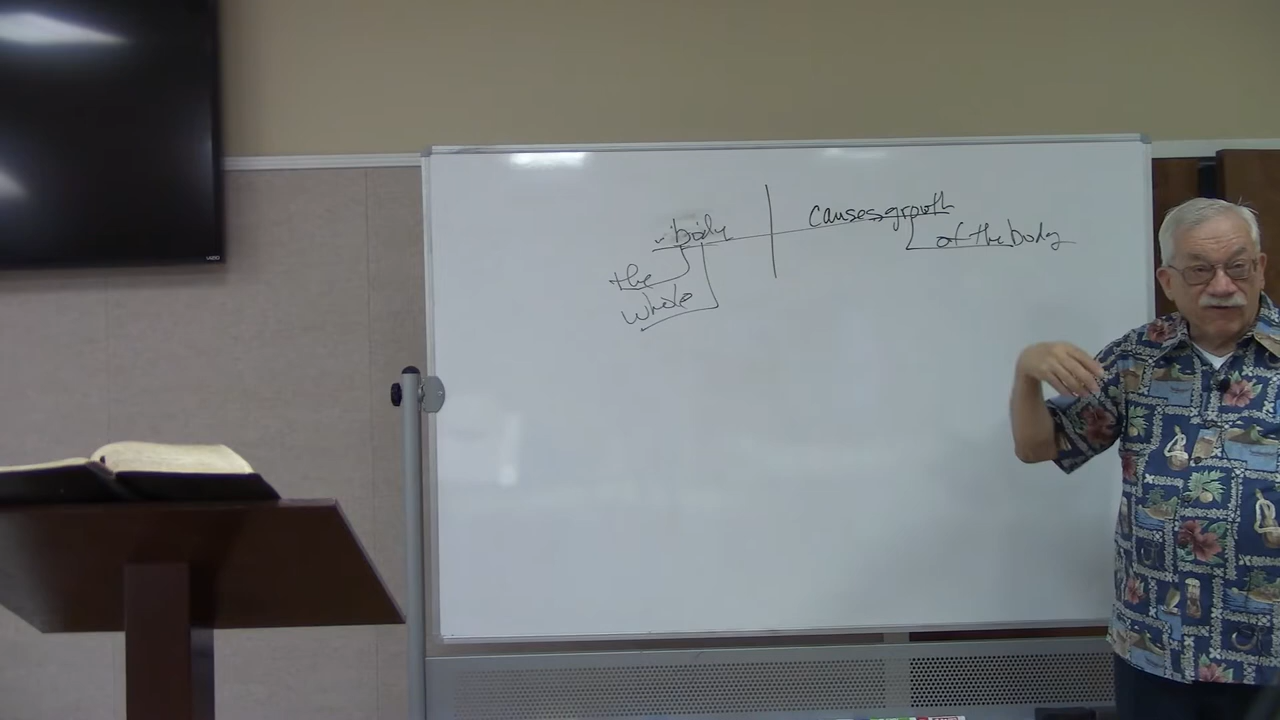 body
causes growth
of the body
the
whole